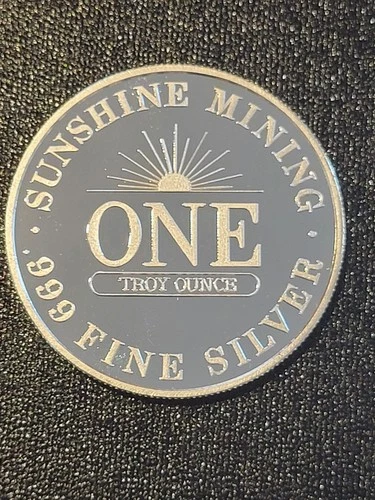 · SUNSHINE MINING ·
ONE
TROY OUNCE
.999 FINE SILVER